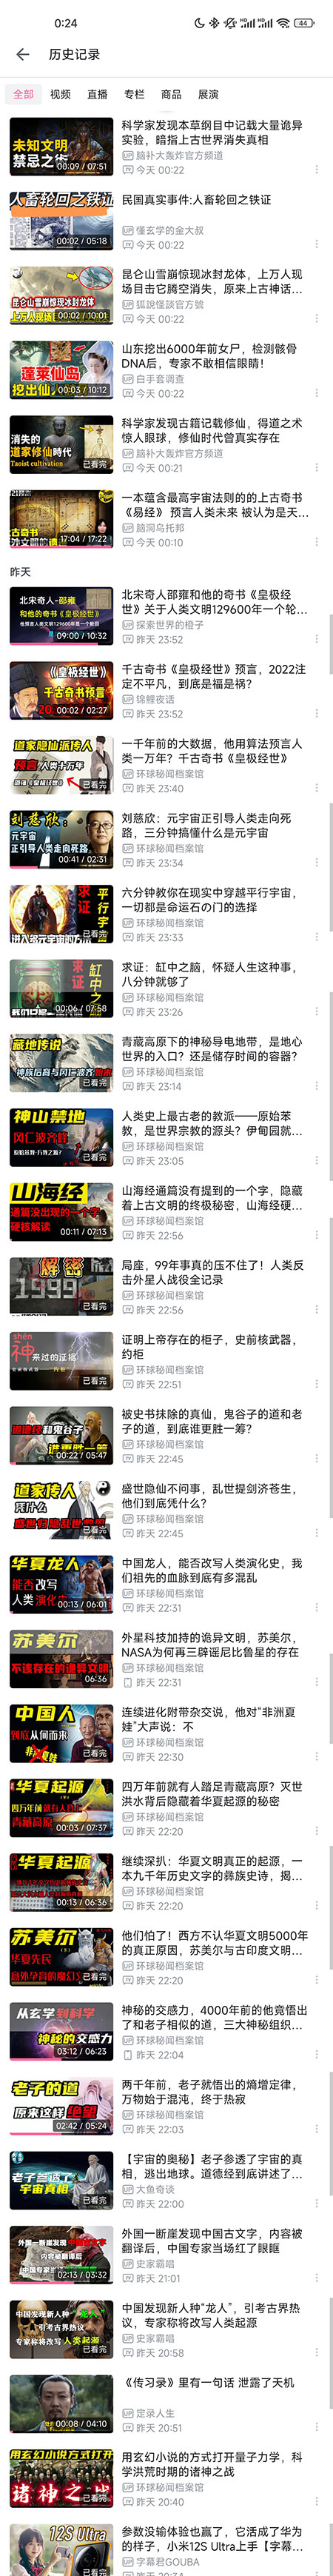 0:24
44
历史记录
全部 视频 直播 专栏 商品 展演
未知文明
禁忌之术
00:09 / 07:51
科学家发现本草纲目中记载大量诡异
实验，暗指上古世界消失真相
UP 脑补大轰炸官方频道
今天 00:22
人畜轮回之铁证
00:02 / 05:18
民国真实事件:人畜轮回之铁证
UP 懂玄学的金大叔
今天 00:22
昆仑山雪崩惊现冰封龙体
00:02 / 10:01
昆仑山雪崩惊现冰封龙体，上万人现
场目击它腾空消失，原来上古神话...
UP 狐說怪談官方號
今天 00:22
蓬莱仙岛
00:03 / 10:12
山东挖出6000年前女尸，检测骸骨
DNA后，专家不敢相信眼睛！
UP 白手套调查
今天 00:22
消失的
道家修仙時代
Taoist cultivation
已看完
科学家发现古籍记载修仙，得道之术
惊人眼球，修仙时代曾真实存在
UP 脑补大轰炸官方频道
今天 00:21
17:04 / 17:22
一本蕴含最高宇宙法则的的上古奇书
《易经》 预言人类未来 被认为是天...
UP 脑洞乌托邦
今天 00:10
昨天
北宋奇人-邵雍
和他的奇书《皇极经世》
09:00 / 10:32
北宋奇人邵雍和他的奇书《皇极经
世》关于人类文明129600年一个轮...
UP 探索世界的橙子
昨天 23:52
《皇极经世》
千古奇书预言
00:02 / 02:27
千古奇书《皇极经世》预言，2022注
定不平凡，到底是福是祸？
UP 锦鲤夜话
昨天 23:52
道家隐仙派传人
预言人类十万年
已看完
一千年前的大数据，他用算法预言人
类一万年？千古奇书《皇极经世》
UP 环球秘闻档案馆
昨天 23:40
刘慈欣：
元宇宙
正引导人类走向死路
00:41 / 02:31
刘慈欣：元宇宙正引导人类走向死
路，三分钟搞懂什么是元宇宙
UP 环球秘闻档案馆
昨天 23:34
求证
平行宇宙
已看完
六分钟教你在现实中穿越平行宇宙，
一切都是命运石の门的选择
UP 环球秘闻档案馆
昨天 23:33
求证
缸中之脑
00:06 / 07:58
求证：缸中之脑，怀疑人生这种事，
八分钟就够了
UP 环球秘闻档案馆
昨天 23:26
藏地传说
已看完
青藏高原下的神秘导电地带，是地心
世界的入口？还是储存时间的容器？
UP 环球秘闻档案馆
昨天 23:14
神山禁地
冈仁波齐峰
已看完
人类史上最古老的教派——原始苯
教，是世界宗教的源头？伊甸园就...
UP 环球秘闻档案馆
昨天 23:05
山海经
通篇没出现的一个字
硬核解读
00:11 / 07:13
山海经通篇没有提到的一个字，隐藏
着上古文明的终极秘密，山海经硬...
UP 环球秘闻档案馆
昨天 22:56
解密
1999
已看完
局座，99年事真的压不住了！人类反
击外星人战役全记录
UP 环球秘闻档案馆
昨天 22:56
shén
神来过的证据
已看完
证明上帝存在的柜子，史前核武器，
约柜
UP 环球秘闻档案馆
昨天 22:51
00:22 / 05:47
被史书抹除的真仙，鬼谷子的道和老
子的道，到底谁更胜一筹？
UP 环球秘闻档案馆
昨天 22:45
道家传人
凭什么
已看完
盛世隐仙不问事，乱世提剑济苍生，
他们到底凭什么？
UP 环球秘闻档案馆
昨天 22:45
华夏龙人
能否改写
人类演化史
00:13 / 06:01
中国龙人，能否改写人类演化史，我
们祖先的血脉到底有多混乱
UP 环球秘闻档案馆
昨天 22:31
苏美尔
不该存在的诡异文明
06:36
外星科技加持的诡异文明，苏美尔，
NASA为何再三辟谣尼比鲁星的存在
UP 环球秘闻档案馆
昨天 22:31
中国人
到底从何而来
已看完
连续进化附带杂交说，他对“非洲夏
娃”大声说：不
UP 环球秘闻档案馆
昨天 22:30
华夏起源
四万年前就有人踏足
青藏高原？
00:03 / 07:37
四万年前就有人踏足青藏高原？灭世
洪水背后隐藏着华夏起源的秘密
UP 环球秘闻档案馆
昨天 22:20
华夏起源
00:13 / 06:36
继续深扒：华夏文明真正的起源，一
本九千年历史文字的彝族史诗，揭...
UP 环球秘闻档案馆
昨天 22:20
苏美尔
华夏先民
已看完
他们怕了！西方不认华夏文明5000年
的真正原因，苏美尔与古印度文明...
UP 环球秘闻档案馆
昨天 22:20
从玄学到科学
神秘的交感力
03:12 / 06:23
神秘的交感力，4000年前的他竟悟出
了和老子相似的道，三大神秘组织...
UP 环球秘闻档案馆
昨天 22:04
老子的道
原来这样绝望
02:42 / 05:24
两千年前，老子就悟出的熵增定律，
万物始于混沌，终于热寂
UP 环球秘闻档案馆
昨天 22:03
老子参透了
宇宙真相
已看完
【宇宙的奥秘】老子参透了宇宙的真
相，逃出地球。道德经到底讲述了...
UP 大鱼奇谈
昨天 22:00
外国一断崖发现中国古文字
02:13 / 03:32
外国一断崖发现中国古文字，内容被
翻译后，中国专家当场红了眼眶
UP 史家霸唱
昨天 21:01
中国发现新人种“龙人”
专家称将改写人类起源
已看完
中国发现新人种“龙人”，引考古界热
议，专家称将改写人类起源
UP 史家霸唱
昨天 20:58
00:08 / 04:10
《传习录》里有一句话 泄露了天机
UP 定录人生
昨天 20:51
用玄幻小说的方式打开
诸神之战
已看完
用玄幻小说的方式打开量子力学，科
学洪荒时期的诸神之战
UP 环球秘闻档案馆
昨天 20:40
12S Ultra
参数没输体验也赢了，它活成了华为
的样子，小米12S Ultra上手【字幕...
UP 字幕君GOUBA